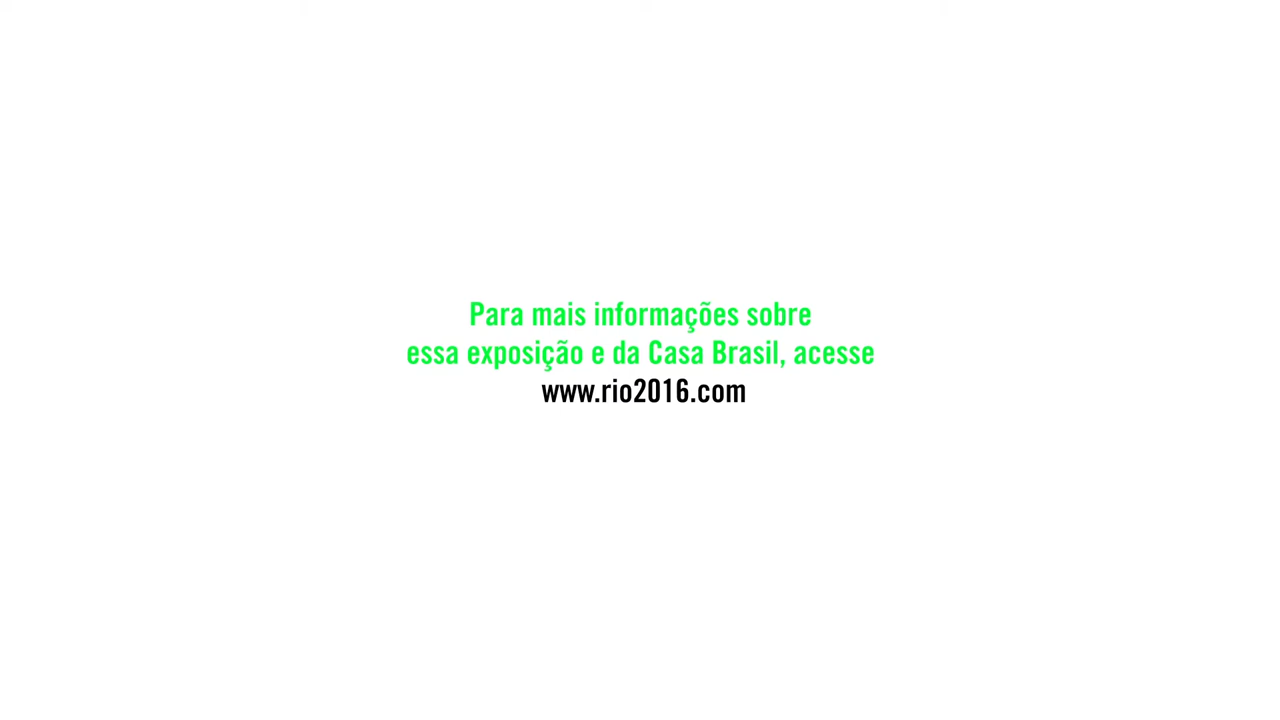 Para mais informações sobre
essa exposição e da Casa Brasil, acesse
www.rio2016.com